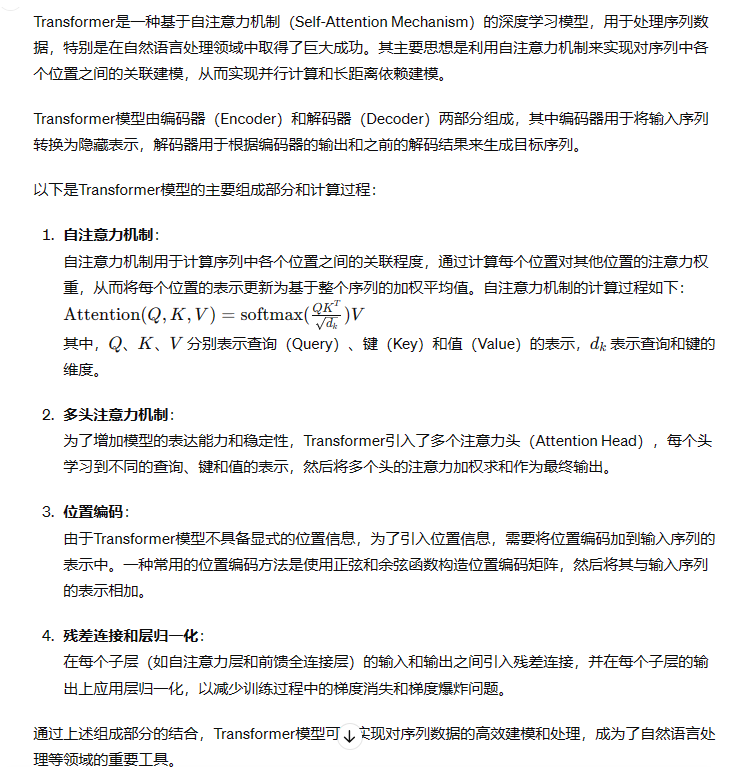 Transformer是一种基于自注意力机制（Self-Attention Mechanism）的深度学习模型，用于处理序列数
据，特别是在自然语言处理领域中取得了巨大成功。其主要思想是利用自注意力机制来实现对序列中各
个位置之间的关联建模，从而实现并行计算和长距离依赖建模。
Transformer模型由编码器（Encoder）和解码器（Decoder）两部分组成，其中编码器用于将输入序列
转换为隐藏表示，解码器用于根据编码器的输出和之前的解码结果来生成目标序列。
以下是Transformer模型的主要组成部分和计算过程：
1. 自注意力机制：
自注意力机制用于计算序列中各个位置之间的关联程度，通过计算每个位置对其他位置的注意力权
重，从而将每个位置的表示更新为基于整个序列的加权平均值。自注意力机制的计算过程如下：
Attention(Q, K, V) = softmax(QK^T/√d_k)V
其中，Q、K、V 分别表示查询（Query）、键（Key）和值（Value）的表示，d_k 表示查询和键的
维度。
2. 多头注意力机制：
为了增加模型的表达能力和稳定性，Transformer引入了多个注意力头（Attention Head），每个头
学习到不同的查询、键和值的表示，然后将多个头的注意力加权求和作为最终输出。
3. 位置编码：
由于Transformer模型不具备显式的位置信息，为了引入位置信息，需要将位置编码加到输入序列的
表示中。一种常用的位置编码方法是使用正弦和余弦函数构造位置编码矩阵，然后将其与输入序列
的表示相加。
4. 残差连接和层归一化：
在每个子层（如自注意力层和前馈全连接层）的输入和输出之间引入残差连接，并在每个子层的输
出上应用层归一化，以减少训练过程中的梯度消失和梯度爆炸问题。
通过上述组成部分的结合，Transformer模型可实现对序列数据的高效建模和处理，成为了自然语言处
理等领域的重要工具。